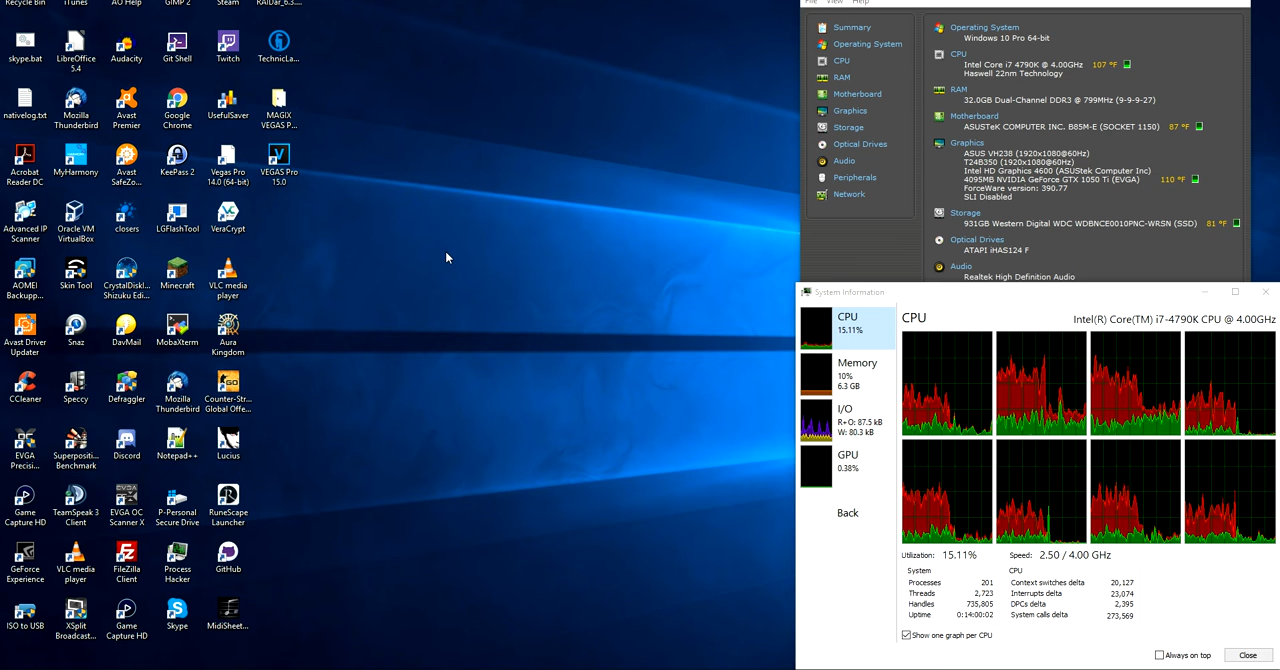 Recycle Bin
iTunes
AO Help
GIMP 2
Steam
RAIDar_6.3....
skype.bat
LibreOffice
5.4
Audacity
Git Shell
Twitch
TechnicLa...
nativelog.txt
Mozilla
Thunderbird
Avast
Premier
Google
Chrome
UsefulSaver
MAGIX
VEGAS P...
Acrobat
Reader DC
MyHarmony
Avast
SafeZo...
KeePass 2
Vegas Pro
14.0 (64-bit)
VEGAS Pro
15.0
Advanced IP
Scanner
Oracle VM
VirtualBox
closers
LGFlashTool
VeraCrypt
AOMEI
Backupp...
Skin Tool
CrystalDiskI...
Shizuku Edi...
Minecraft
VLC media
player
Avast Driver
Updater
Snaz
DavMail
MobaXterm
Aura
Kingdom
CCleaner
Speccy
Defraggler
Mozilla
Thunderbird
Counter-Str...
Global Offe...
EVGA
Precisi...
Superpositi...
Benchmark
Discord
Notepad++
Lucius
Game
Capture HD
TeamSpeak 3
Client
EVGA OC
Scanner X
P-Personal
Secure Drive
RuneScape
Launcher
GeForce
Experience
VLC media
player
FileZilla
Client
Process
Hacker
GitHub
ISO to USB
XSplit
Broadcast...
Game
Capture HD
Skype
MidiSheet...
File View Help
Summary
Operating System
CPU
RAM
Motherboard
Graphics
Storage
Optical Drives
Audio
Peripherals
Network
Operating System
Windows 10 Pro 64-bit
CPU
Intel Core i7 4790K @ 4.00GHz 107 °F
Haswell 22nm Technology
RAM
32.0GB Dual-Channel DDR3 @ 799MHz (9-9-9-27)
Motherboard
ASUSTeK COMPUTER INC. B85M-E (SOCKET 1150) 87 °F
Graphics
ASUS VH238 (1920x1080@60Hz)
T24B350 (1920x1080@60Hz)
Intel HD Graphics 4600 (ASUStek Computer Inc)
4095MB NVIDIA GeForce GTX 1050 Ti (EVGA) 110 °F
ForceWare version: 390.77
SLI Disabled
Storage
931GB Western Digital WDC WDBNCE0010PNC-WRSN (SSD) 81 °F
Optical Drives
ATAPI iHAS124 F
Audio
Realtek High Definition Audio
System Information
CPU
15.11%
Memory
10%
6.3 GB
I/O
R+O: 87.5 kB
W: 80.3 kB
GPU
0.38%
Back
CPU Intel(R) Core(TM) i7-4790K CPU @ 4.00GHz
Utilization: 15.11% Speed: 2.50 / 4.00 GHz
System
Processes 201
Threads 2,723
Handles 735,805
Uptime 0:14:00:02
CPU
Context switches delta 20,127
Interrupts delta 23,074
DPCs delta 2,395
System calls delta 273,569
Show one graph per CPU
Always on top
Close